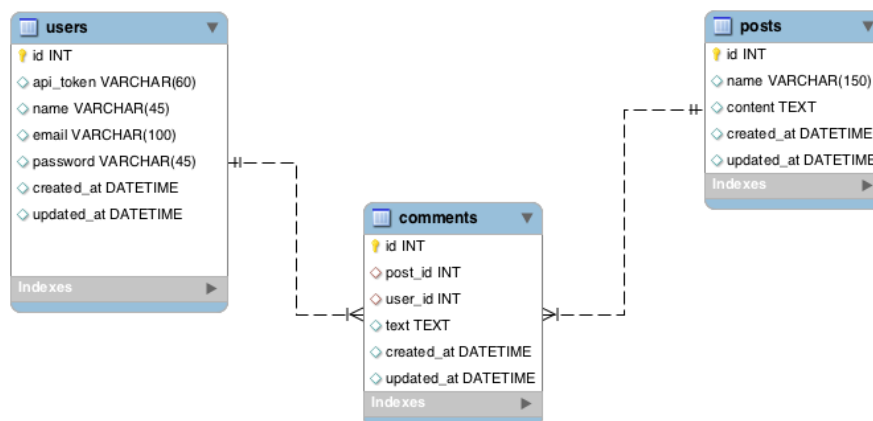 users
id INT
api_token VARCHAR(60)
name VARCHAR(45)
email VARCHAR(100)
password VARCHAR(45)
created_at DATETIME
updated_at DATETIME
Indexes
posts
id INT
name VARCHAR(150)
content TEXT
created_at DATETIME
updated_at DATETIME
Indexes
comments
id INT
post_id INT
user_id INT
text TEXT
created_at DATETIME
updated_at DATETIME
Indexes